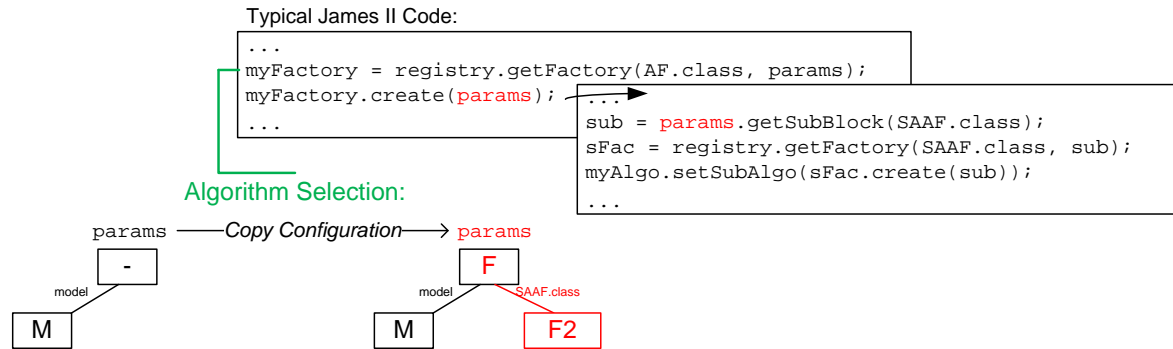 Typical James II Code:
...
myFactory = registry.getFactory(AF.class, params);
myFactory.create(params);
...
...
sub = params.getSubBlock(SAAF.class);
sFac = registry.getFactory(SAAF.class, sub);
myAlgo.setSubAlgo(sFac.create(sub));
...
Algorithm Selection:
params Copy Configuration params
- F
model model SAAF.class
M M F2